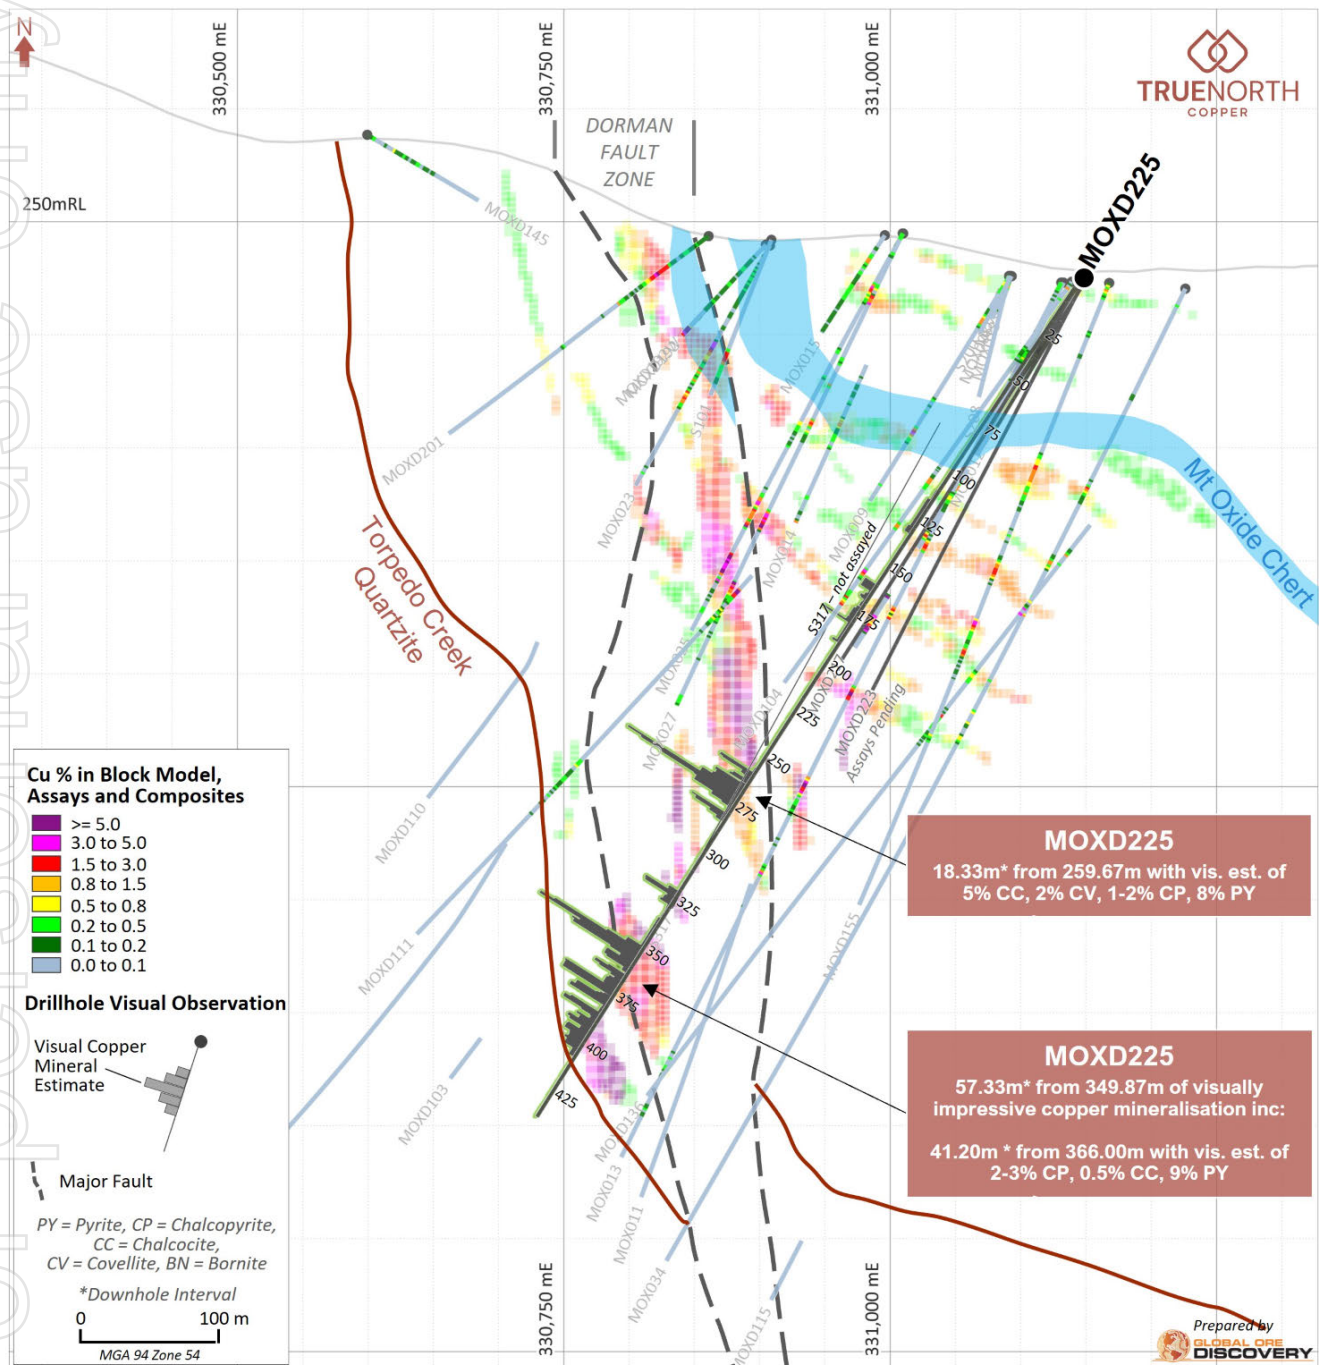 N
330,500 mE
330,750 mE
331,000 mE
TRUENORTH
COPPER
DORMAN
FAULT
ZONE
MOXD225
250mRL
MOXD145
MOXD201
MOX023
S101
MOX015
MOX014
MOX009
S317 – not assayed
MOX027
MOXD104
MOXD223
Assays Pending
25
50
75
100
125
150
175
200
225
250
275
300
325
350
375
400
425
Mt Oxide Chert
Torpedo Creek
Quartzite
MOXD110
MOXD111
MOXD103
MOXD136
MOX013
MOX011
MOX034
MOXD115
MOXD155
MOXD225
18.33m* from 259.67m with vis. est. of
5% CC, 2% CV, 1-2% CP, 8% PY
MOXD225
57.33m* from 349.87m of visually
impressive copper mineralisation inc:
41.20m * from 366.00m with vis. est. of
2-3% CP, 0.5% CC, 9% PY
Cu % in Block Model,
Assays and Composites
>= 5.0
3.0 to 5.0
1.5 to 3.0
0.8 to 1.5
0.5 to 0.8
0.2 to 0.5
0.1 to 0.2
0.0 to 0.1
Drillhole Visual Observation
Visual Copper
Mineral
Estimate
Major Fault
PY = Pyrite, CP = Chalcopyrite,
CC = Chalcocite,
CV = Covellite, BN = Bornite
*Downhole Interval
0 100 m
MGA 94 Zone 54
330,750 mE
331,000 mE
Prepared by
GLOBAL ORE
DISCOVERY